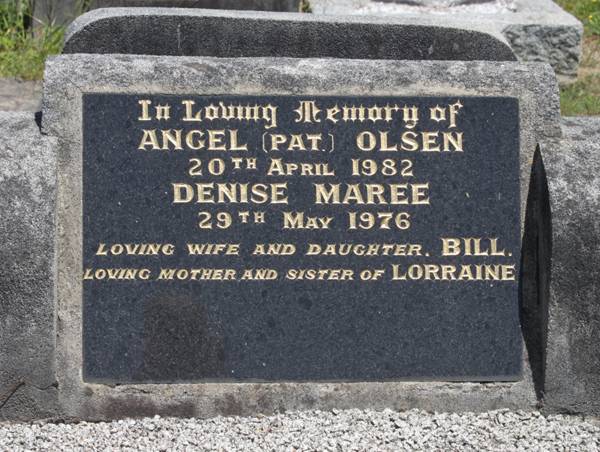 In Loving Memory of
ANGEL (PAT.) OLSEN
20TH APRIL 1982
DENISE MAREE
29TH MAY 1976
LOVING WIFE AND DAUGHTER. BILL.
LOVING MOTHER AND SISTER OF LORRAINE